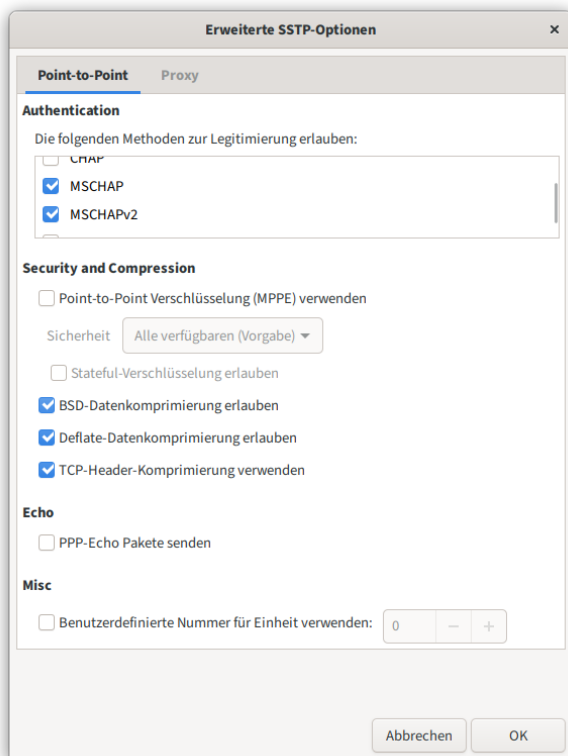 Erweiterte SSTP-Optionen
Point-to-Point Proxy
Authentication
Die folgenden Methoden zur Legitimierung erlauben:
CHAP
MSCHAP
MSCHAPv2
Security and Compression
Point-to-Point Verschlüsselung (MPPE) verwenden
Sicherheit Alle verfügbaren (Vorgabe)
Stateful-Verschlüsselung erlauben
BSD-Datenkomprimierung erlauben
Deflate-Datenkomprimierung erlauben
TCP-Header-Komprimierung verwenden
Echo
PPP-Echo Pakete senden
Misc
Benutzerdefinierte Nummer für Einheit verwenden: 0
Abbrechen OK